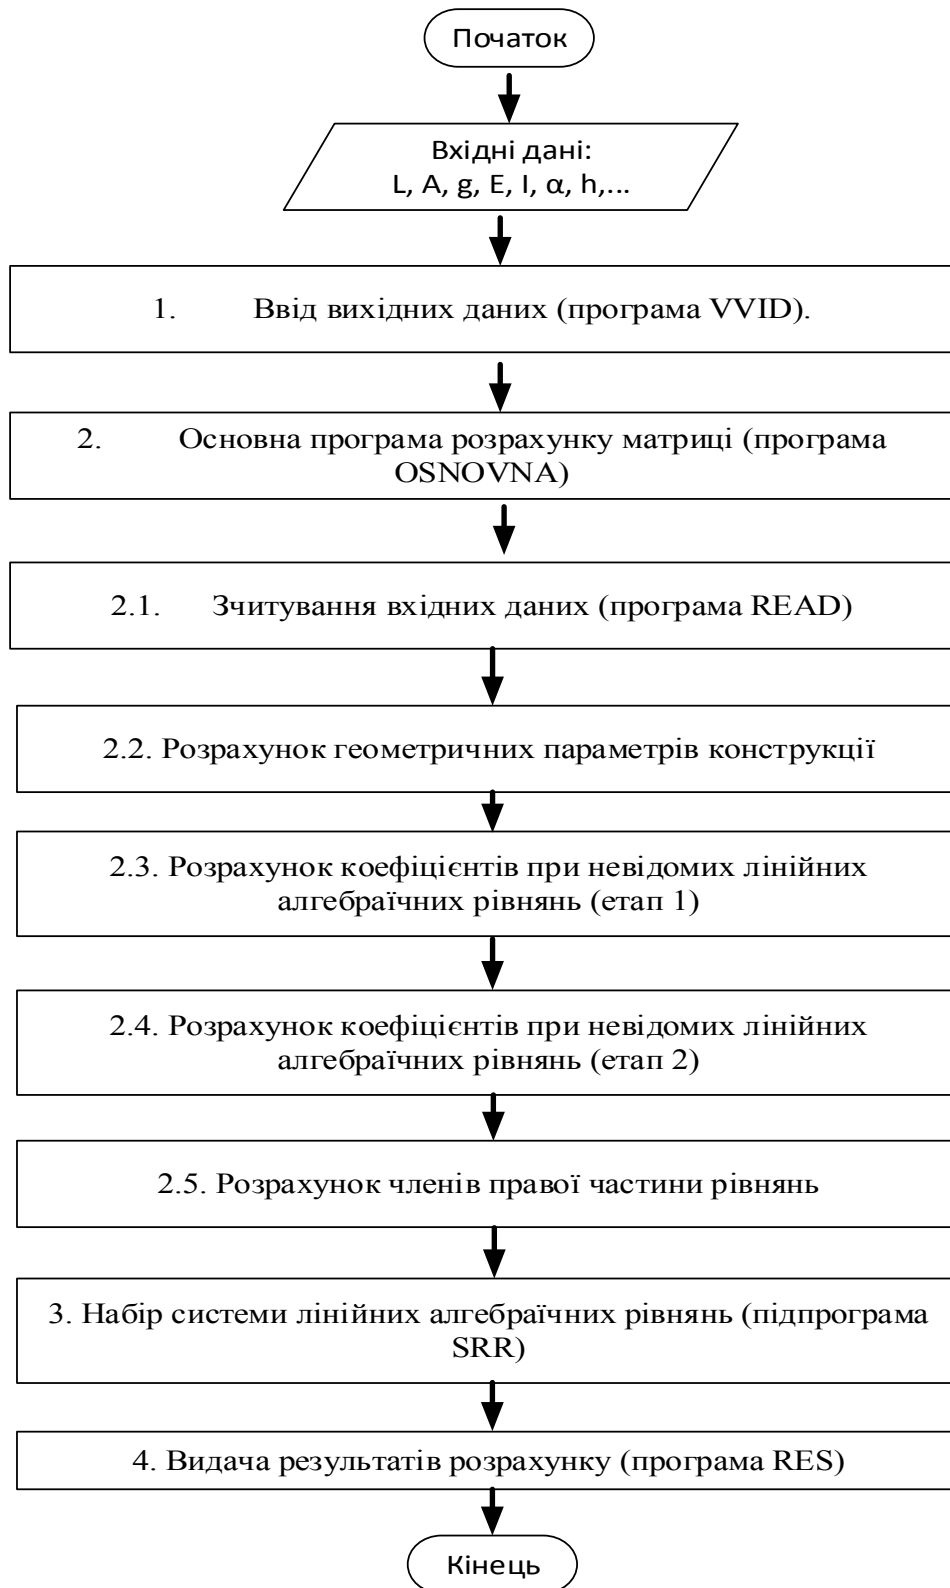 Початок
Вхідні дані:
L, A, g, E, I, α, h,...
1. Ввід вихідних даних (програма VVID).
2. Основна програма розрахунку матриці (програма
OSNOVNA)
2.1. Зчитування вхідних даних (програма READ)
2.2. Розрахунок геометричних параметрів конструкції
2.3. Розрахунок коефіцієнтів при невідомих лінійних
алгебраїчних рівнянь (етап 1)
2.4. Розрахунок коефіцієнтів при невідомих лінійних
алгебраїчних рівнянь (етап 2)
2.5. Розрахунок членів правої частини рівнянь
3. Набір системи лінійних алгебраїчних рівнянь (підпрограма
SRR)
4. Видача результатів розрахунку (програма RES)
Кінець